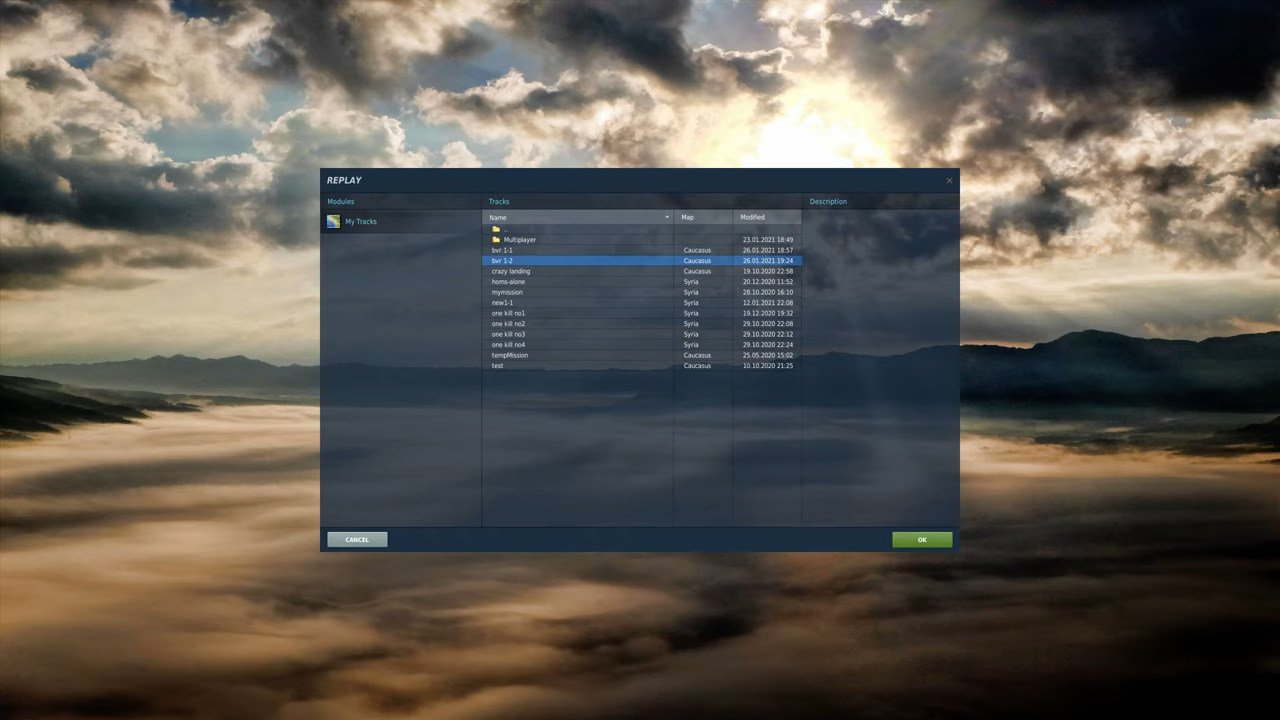 REPLAY ×
Modules Tracks Description
My Tracks
Name Map Modified
..
Multiplayer 23.01.2021 18:49
bvr 1-1 Caucasus 26.01.2021 18:57
bvr 1-2 Caucasus 26.01.2021 19:24
crazy landing Caucasus 19.10.2020 22:58
homs-alone Syria 20.12.2020 11:52
mymission Syria 28.10.2020 16:10
new1-1 Syria 12.01.2021 22:08
one kill no1 Syria 19.12.2020 19:32
one kill no2 Syria 29.10.2020 22:08
one kill no3 Syria 29.10.2020 22:12
one kill no4 Syria 29.10.2020 22:24
tempMission Caucasus 25.05.2020 15:02
test Caucasus 10.10.2020 21:25
CANCEL OK